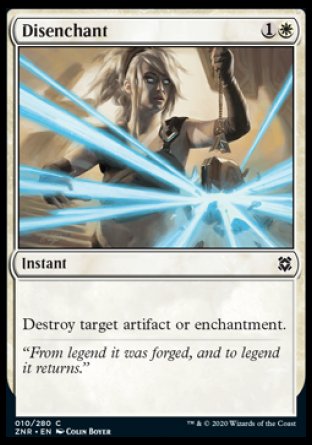 Disenchant 1
Instant
Destroy target artifact or enchantment.
“From legend it was forged, and to legend
it returns.”
010/280 C
ZNR • EN Colin Boyer
™ & © 2020 Wizards of the Coast